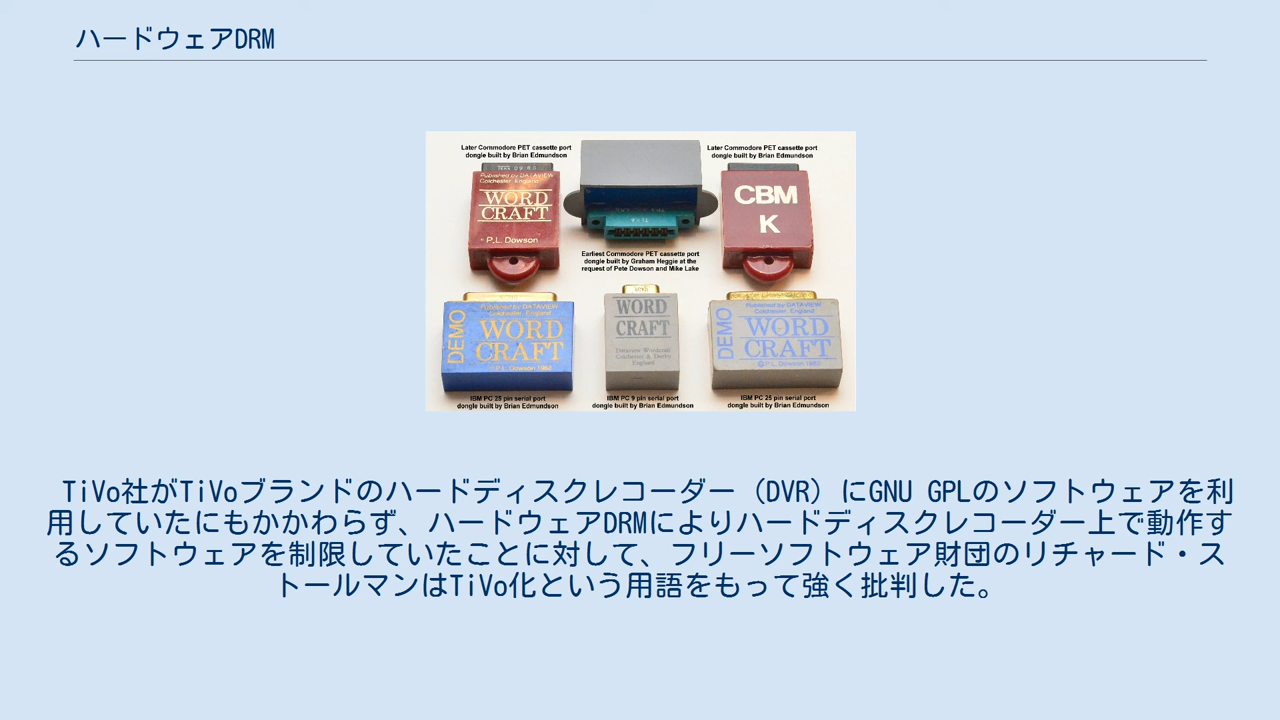 ハードウェアDRM
Later Commodore PET cassette port
dongle built by Brian Edmundson
Later Commodore PET cassette port
dongle built by Brian Edmundson
Published by DATAVIEW
Colchester, England
WORD
CRAFT
P.L. Dowson
CBM
K
Earliest Commodore PET cassette port
dongle built by Graham Heggie at the
request of Pete Dowson and Mike Lake
DEMO
Published by DATAVIEW
Colchester, England
WORD
CRAFT
© P.L. Dowson 1982
WORD
CRAFT
Dataview Wordcraft
England
DEMO
Published by DATAVIEW
Colchester, England
WORD
CRAFT
© P.L. Dowson 1982
IBM PC 25 pin serial port
dongle built by Brian Edmundson
IBM PC 9 pin serial port
dongle built by Brian Edmundson
IBM PC 25 pin serial port
dongle built by Brian Edmundson
TiVo社がTiVoブランドのハードディスクレコーダー（DVR）にGNU GPLのソフトウェアを利
用していたにもかかわらず、ハードウェアDRMによりハードディスクレコーダー上で動作す
るソフトウェアを制限していたことに対して、フリーソフトウェア財団のリチャード・ス
トールマンはTiVo化という用語をもって強く批判した。